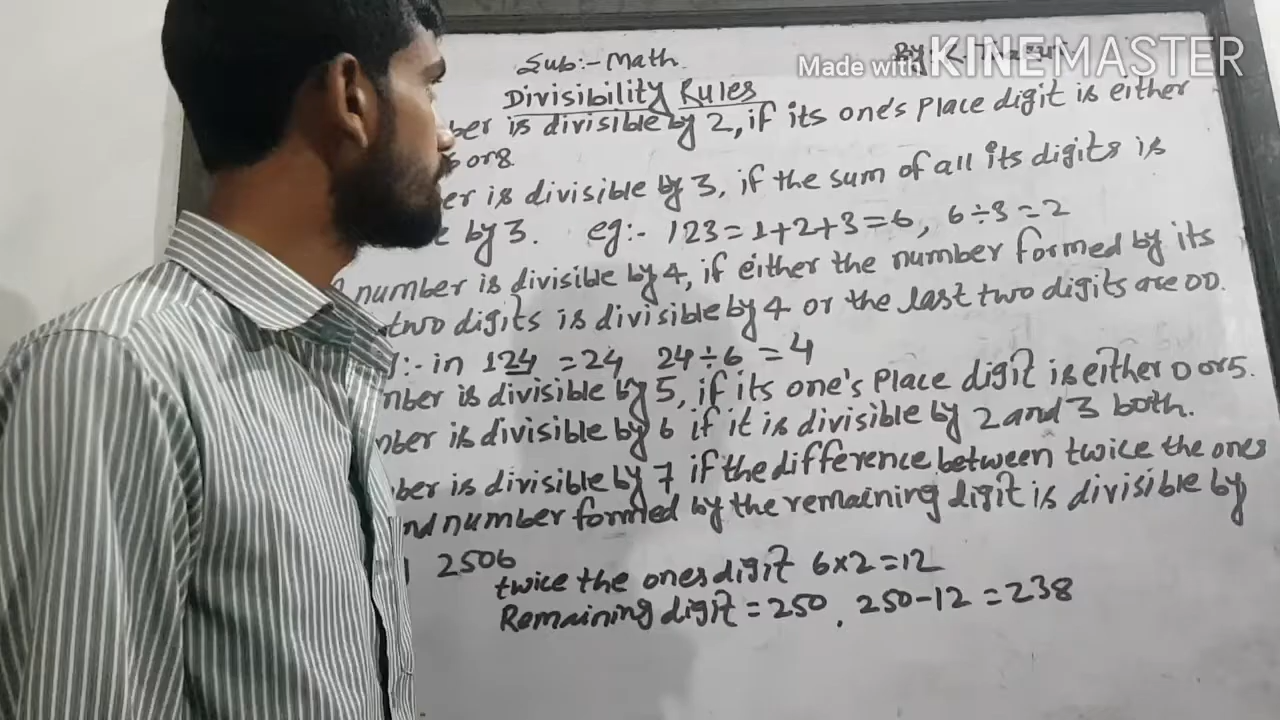 Sub:- Math
By:-
Made with KINEMASTER
Divisibility Rules
is divisible by 2, if its one's place digit is either
or 8.
is divisible by 3, if the sum of all its digits is
by 3. eg:- 123 = 1+2+3 = 6, 6÷3 = 2
number is divisible by 4, if either the number formed by its
two digits is divisible by 4 or the last two digits are 00.
:- in 124 = 24 24÷6 = 4
is divisible by 5, if its one's place digit is either 0 or 5.
is divisible by 6 if it is divisible by 2 and 3 both.
is divisible by 7 if the difference between twice the ones
number formed by the remaining digit is divisible by
2506
twice the ones digit 6×2 = 12
Remaining digit = 250, 250-12 = 238